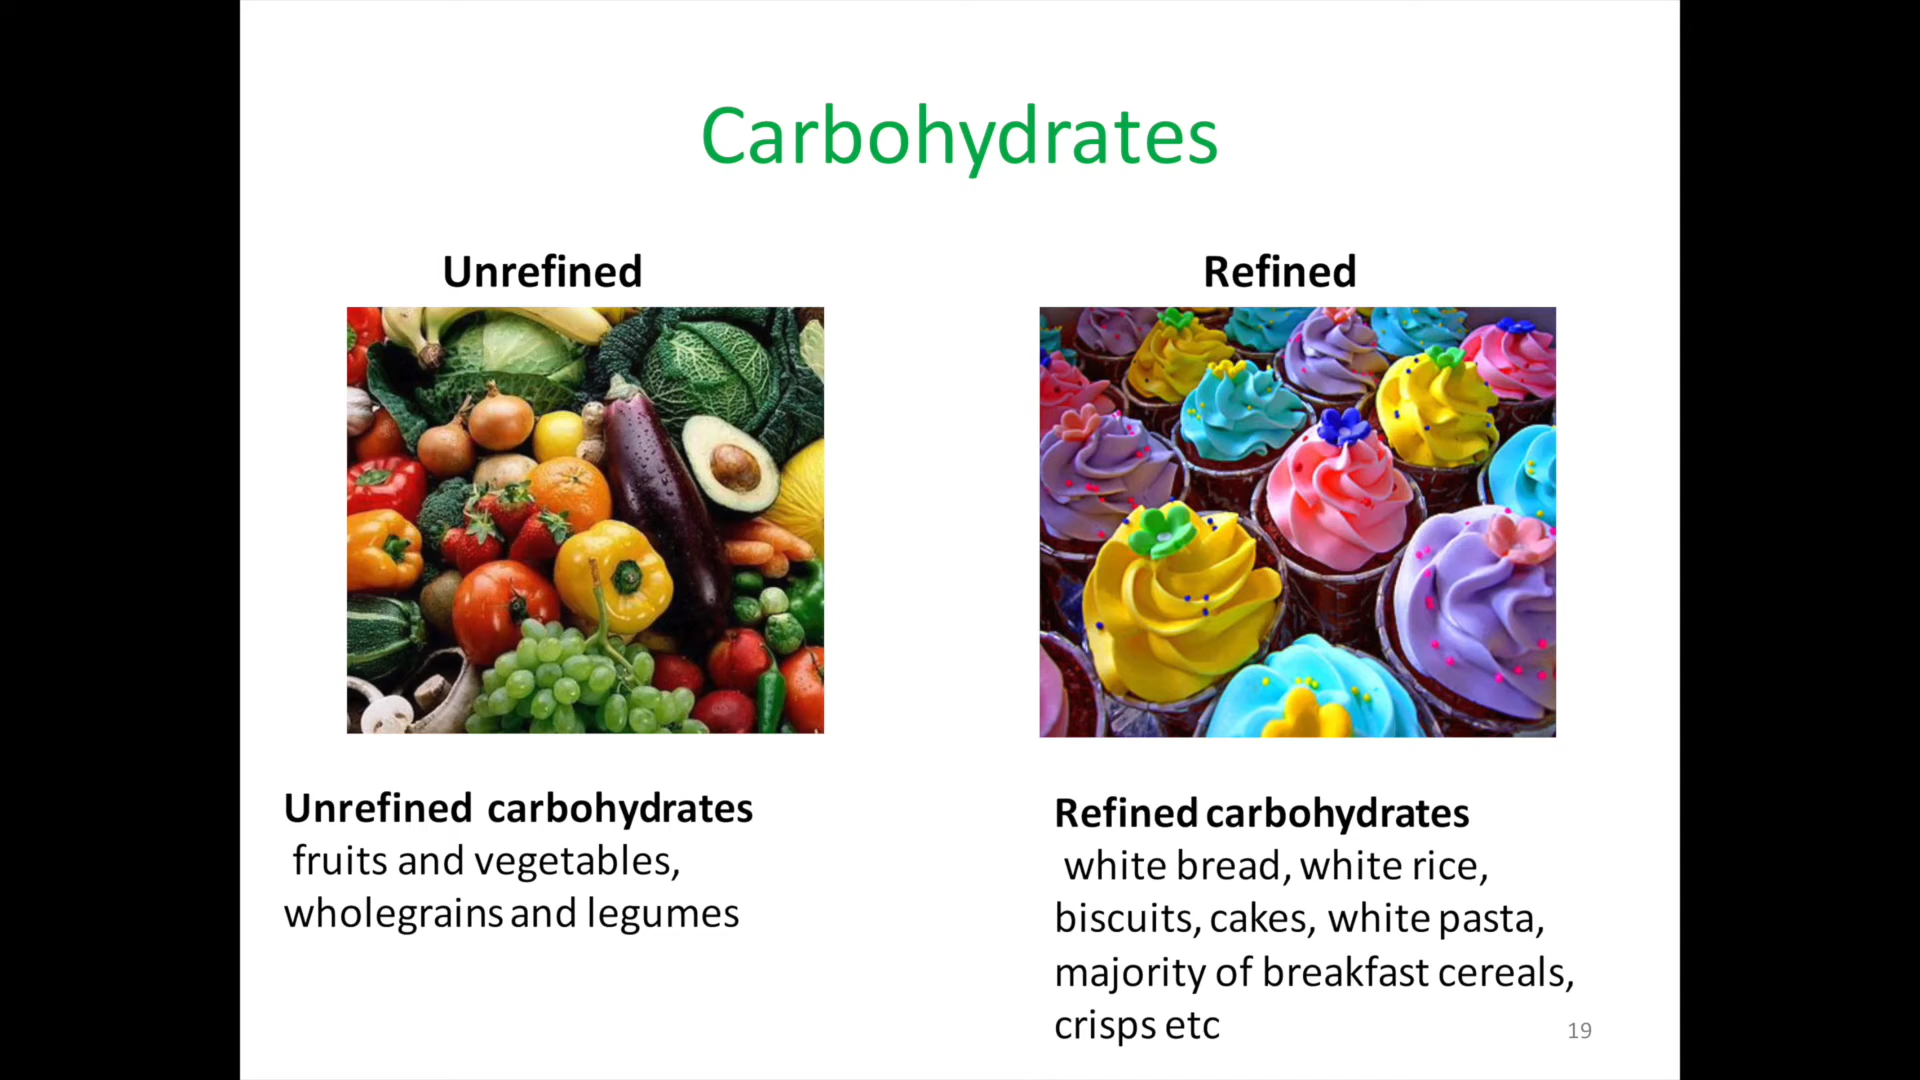 Carbohydrates
Unrefined
Refined
Unrefined carbohydrates
fruits and vegetables,
wholegrains and legumes
Refined carbohydrates
white bread, white rice,
biscuits, cakes, white pasta,
majority of breakfast cereals,
crisps etc
19